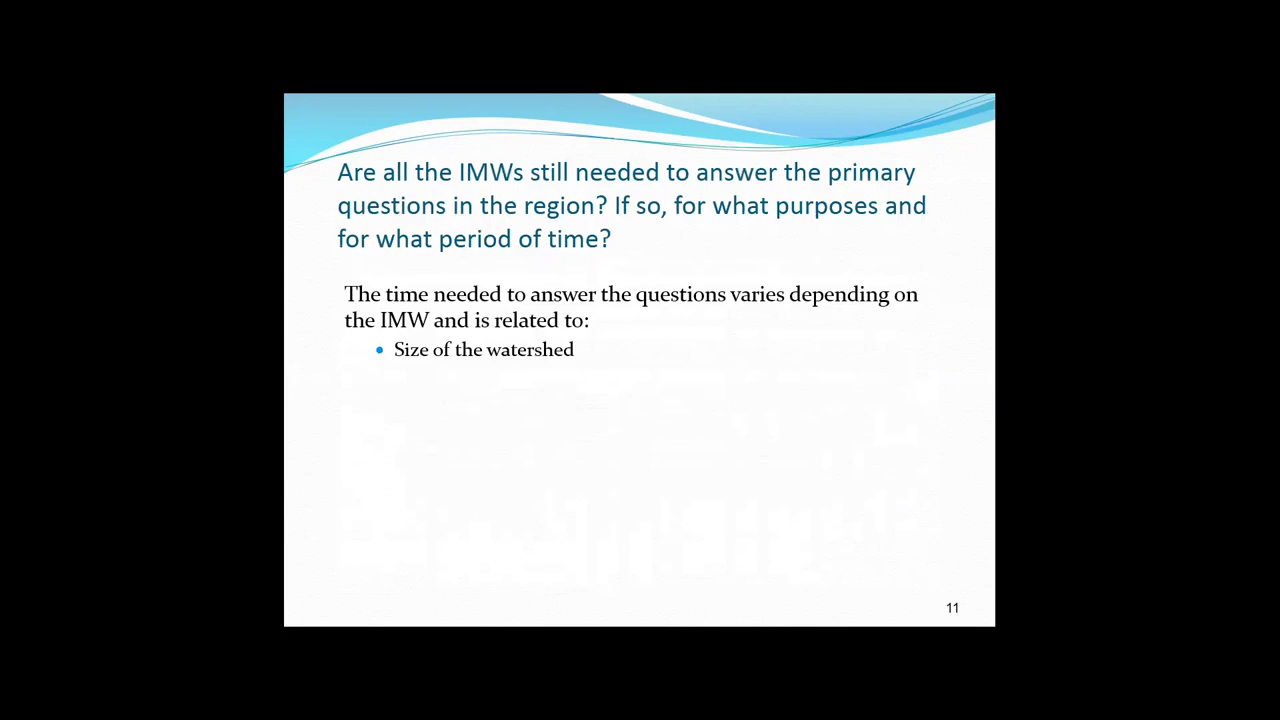 Are all the IMWs still needed to answer the primary
questions in the region? If so, for what purposes and
for what period of time?
The time needed to answer the questions varies depending on
the IMW and is related to:
• Size of the watershed
11